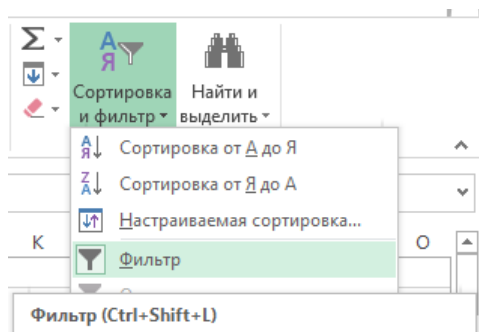 Σ
А
Я
Сортировка и фильтр
Найти и выделить
А
Я
Сортировка от А до Я
Z
А
Сортировка от Я до А
Настраиваемая сортировка...
Фильтр
K
O
Фильтр (Ctrl+Shift+L)